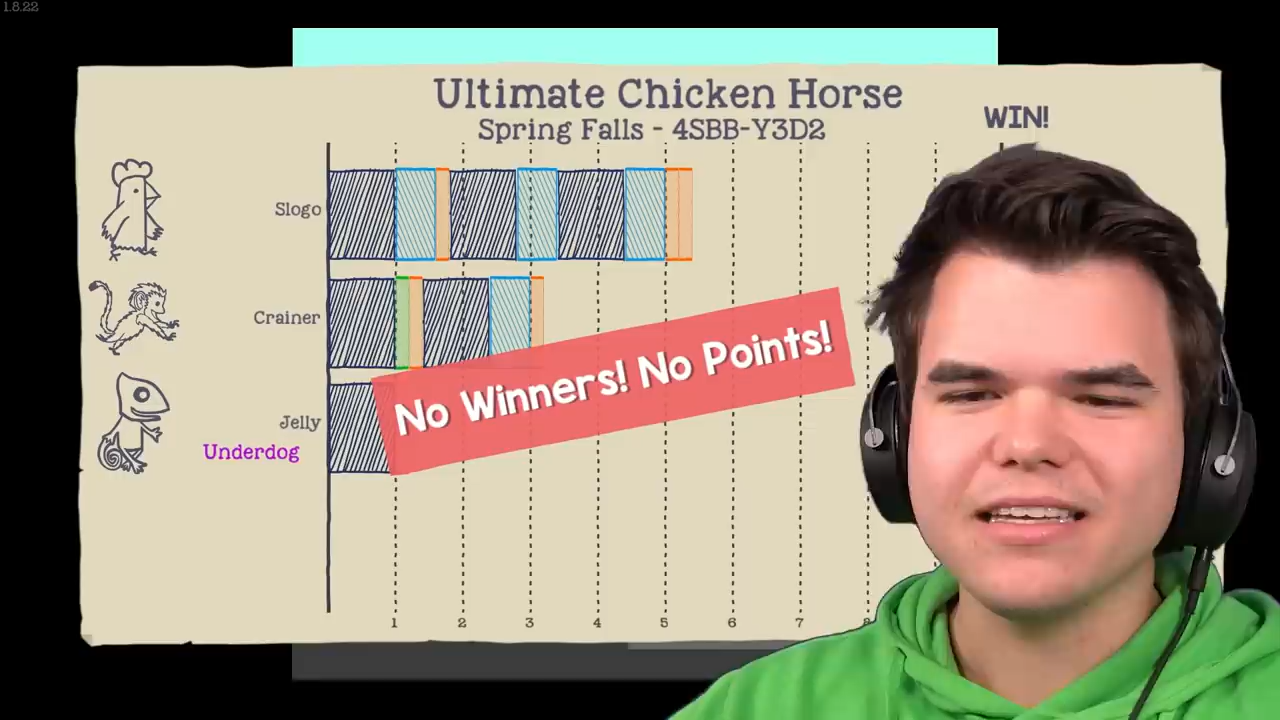 1.8.22
Ultimate Chicken Horse
Spring Falls - 4SBB-Y3D2
WIN!
Slogo
Crainer
No Winners! No Points!
Jelly
Underdog
1 2 3 4 5 6 7 8